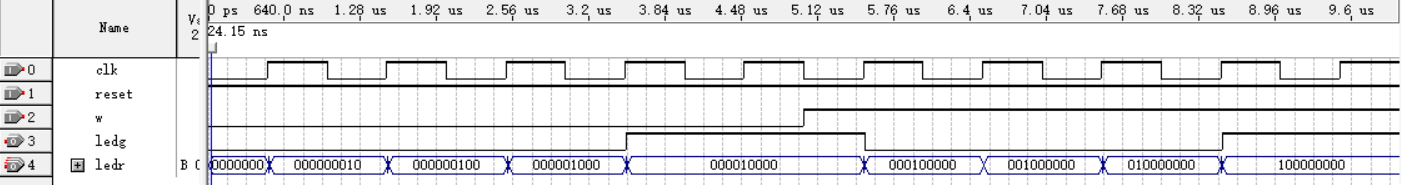 0 ps 640.0 ns 1.28 us 1.92 us 2.56 us 3.2 us 3.84 us 4.48 us 5.12 us 5.76 us 6.4 us 7.04 us 7.68 us 8.32 us 8.96 us 9.6 us
Name
2 24.15 ns
0 clk
1 reset
2 w
3 ledg
4 ledr B 0 0000000 000000010 000000100 000001000 000010000 000100000 001000000 010000000 100000000